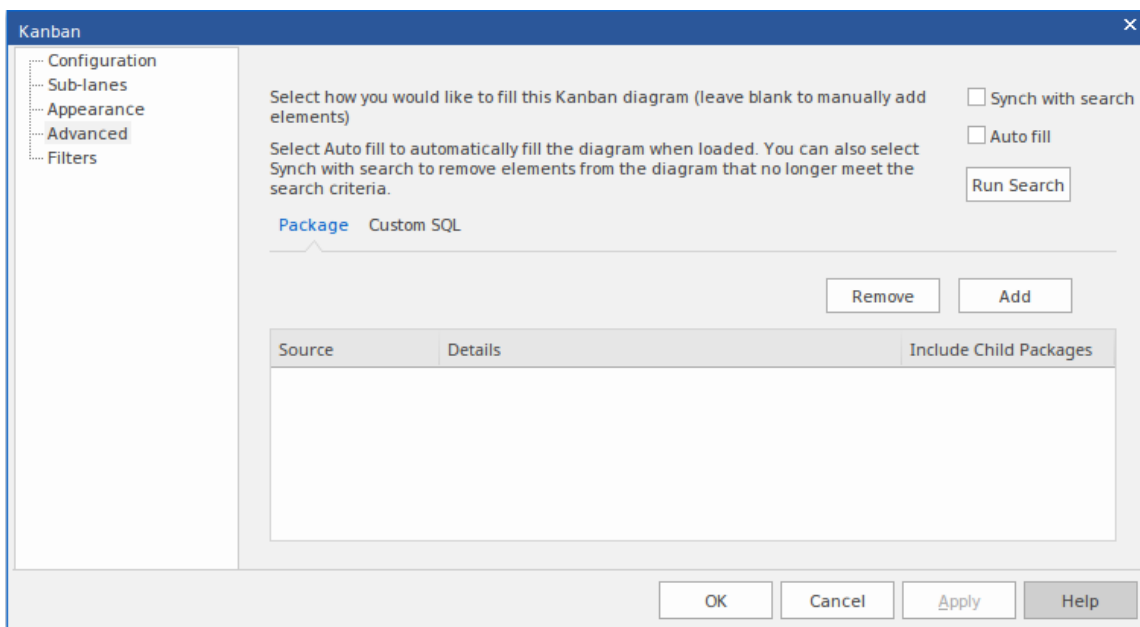 Kanban
Configuration
Sub-lanes
Appearance
Advanced
Filters
Select how you would like to fill this Kanban diagram (leave blank to manually add
elements)
Select Auto fill to automatically fill the diagram when loaded. You can also select
Synch with search to remove elements from the diagram that no longer meet the
search criteria.
Synch with search
Auto fill
Run Search
Package Custom SQL
Remove Add
Source Details Include Child Packages
OK Cancel Apply Help